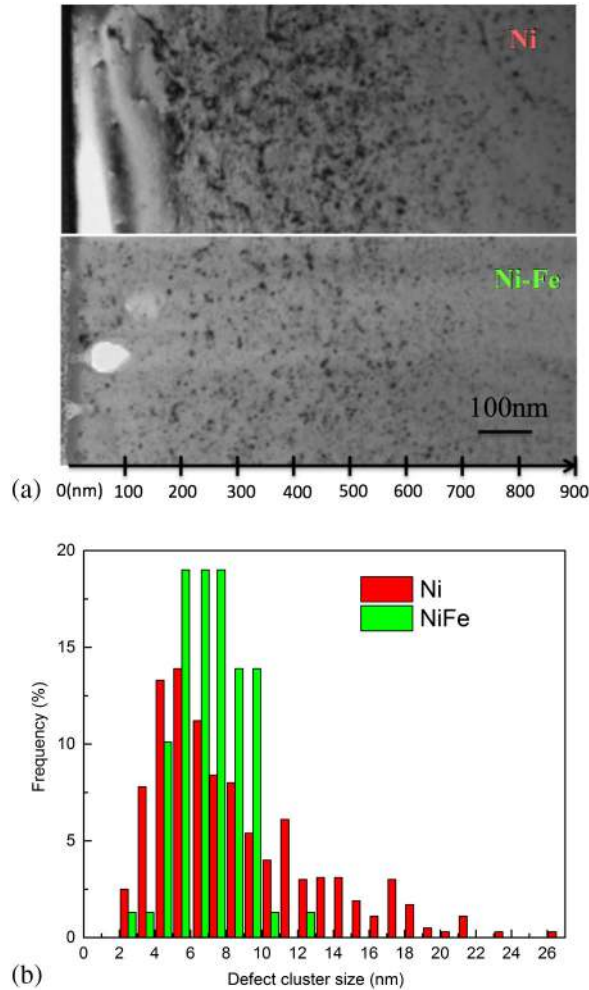 Ni
Ni-Fe
100nm
(a) 0(nm) 100 200 300 400 500 600 700 800 900
20
15
10
5
0
Frequency (%)
Ni
NiFe
0 2 4 6 8 10 12 14 16 18 20 22 24 26
(b) Defect cluster size (nm)